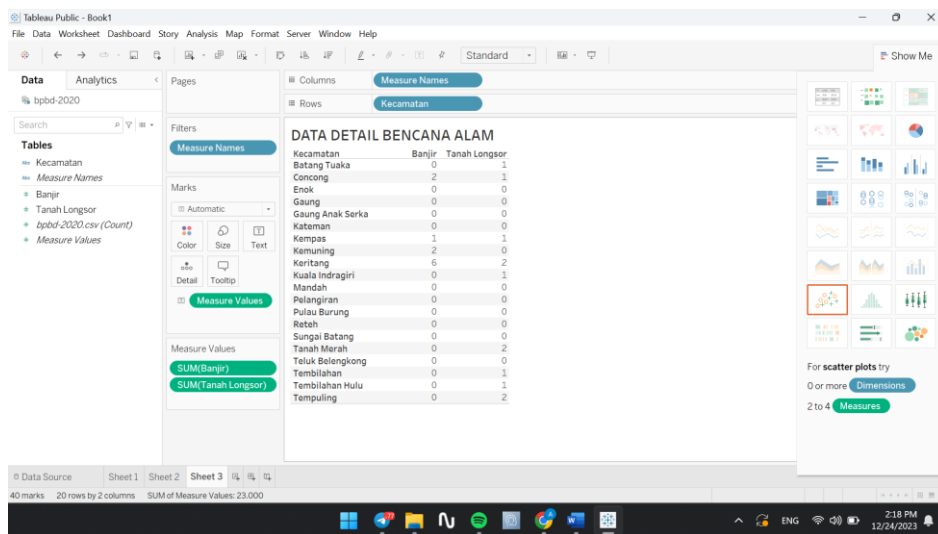 Tableau Public - Book1
File Data Worksheet Dashboard Story Analysis Map Format Server Window Help
Standard
Show Me
Data Analytics
bpbd-2020
Search
Tables
Abc Kecamatan
Abc Measure Names
Banjir
Tanah Longsor
bpbd-2020.csv (Count)
Measure Values
Pages
Filters
Measure Names
Marks
Automatic
Color Size Text
Detail Tooltip
Measure Values
Measure Values
SUM(Banjir)
SUM(Tanah Longsor)
Columns Measure Names
Rows Kecamatan
DATA DETAIL BENCANA ALAM
Kecamatan Banjir Tanah Longsor
Batang Tuaka 0 1
Concong 2 1
Enok 0 0
Gaung 0 0
Gaung Anak Serka 0 0
Kateman 0 0
Kempas 1 1
Kemuning 2 0
Keritang 6 2
Kuala Indragiri 0 1
Mandah 0 0
Pelangiran 0 0
Pulau Burung 0 0
Reteh 0 0
Sungai Batang 0 0
Tanah Merah 0 2
Teluk Belengkong 0 0
Tembilahan 0 1
Tembilahan Hulu 0 1
Tempuling 0 2
For scatter plots try
0 or more Dimensions
2 to 4 Measures
Data Source Sheet 1 Sheet 2 Sheet 3
40 marks 20 rows by 2 columns SUM of Measure Values: 23.000
ENG
2:18 PM
12/24/2023